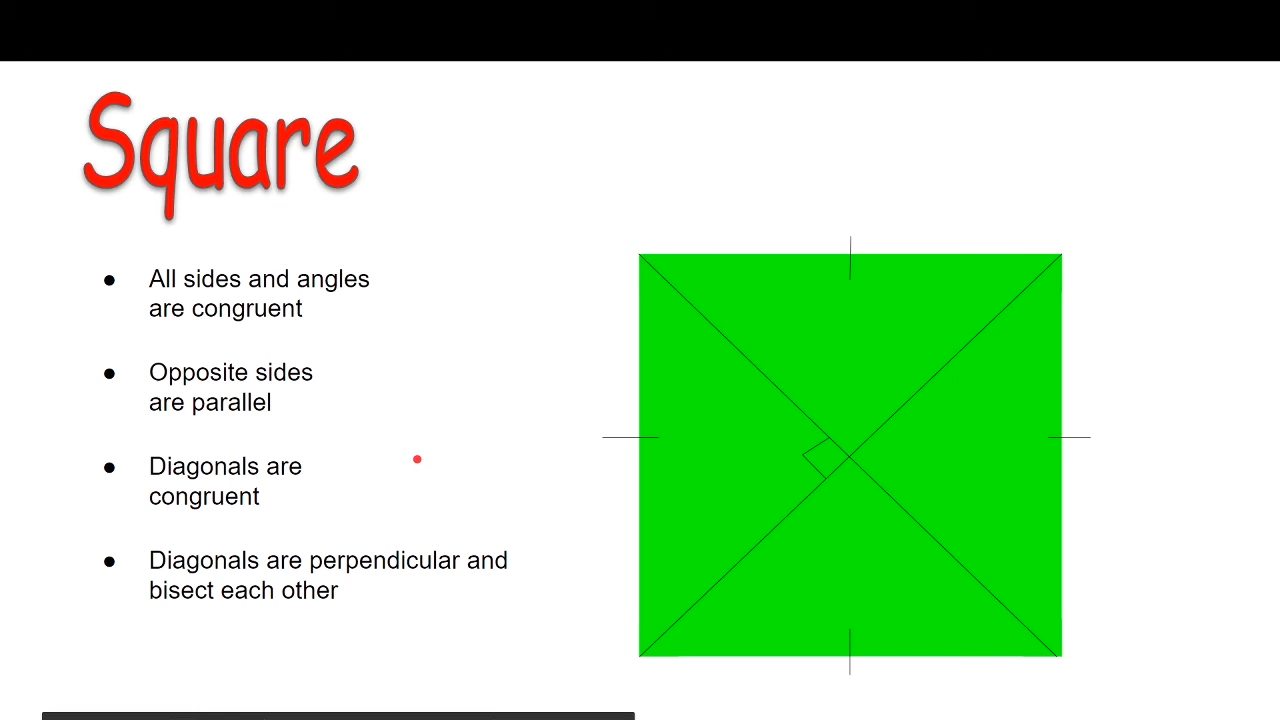 Square
● All sides and angles
are congruent
● Opposite sides
are parallel
● Diagonals are
congruent
● Diagonals are perpendicular and
bisect each other